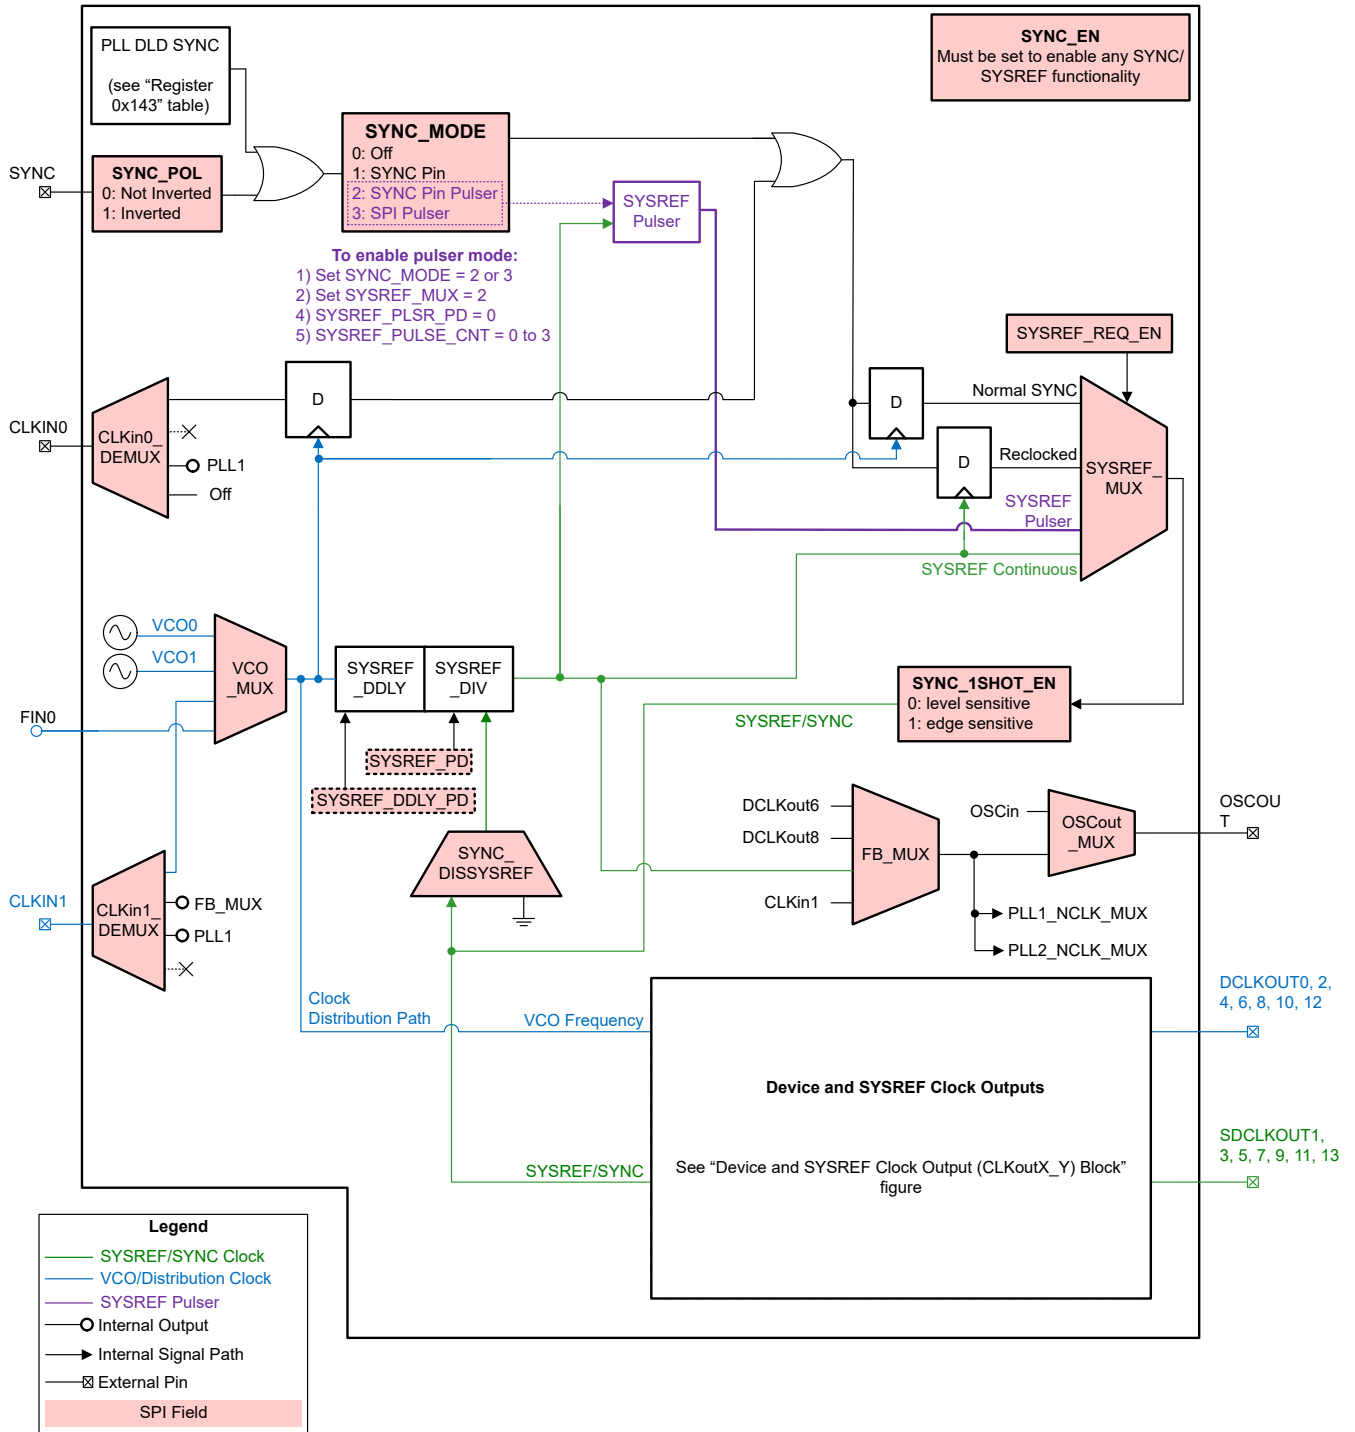 PLL DLD SYNC
(see “Register
0x143” table)
SYNC_EN
Must be set to enable any SYNC/
SYSREF functionality
SYNC
SYNC_POL
0: Not Inverted
1: Inverted
SYNC_MODE
0: Off
1: SYNC Pin
2: SYNC Pin Pulser
3: SPI Pulser
SYSREF
Pulser
To enable pulser mode:
1) Set SYNC_MODE = 2 or 3
2) Set SYSREF_MUX = 2
4) SYSREF_PLSR_PD = 0
5) SYSREF_PULSE_CNT = 0 to 3
SYSREF_REQ_EN
CLKIN0
CLKin0_
DEMUX
PLL1
Off
D
D
D
Normal SYNC
Reclocked
SYSREF
Pulser
SYSREF Continuous
SYSREF_
MUX
VCO0
VCO1
FIN0
VCO
_MUX
SYSREF
_DDLY
SYSREF
_DIV
SYSREF_PD
SYSREF_DDLY_PD
SYNC_1SHOT_EN
0: level sensitive
1: edge sensitive
SYSREF/SYNC
SYNC_
DISSYSREF
DCLKout6
DCLKout8
CLKin1
FB_MUX
OSCin
OSCout
_MUX
OSCOU
T
PLL1_NCLK_MUX
PLL2_NCLK_MUX
CLKIN1
CLKin1_
DEMUX
FB_MUX
PLL1
Clock
Distribution Path
VCO Frequency
DCLKOUT0, 2,
4, 6, 8, 10, 12
Device and SYSREF Clock Outputs
See “Device and SYSREF Clock Output (CLKoutX_Y) Block”
figure
SYSREF/SYNC
SDCLKOUT1,
3, 5, 7, 9, 11, 13
Legend
SYSREF/SYNC Clock
VCO/Distribution Clock
SYSREF Pulser
Internal Output
Internal Signal Path
External Pin
SPI Field